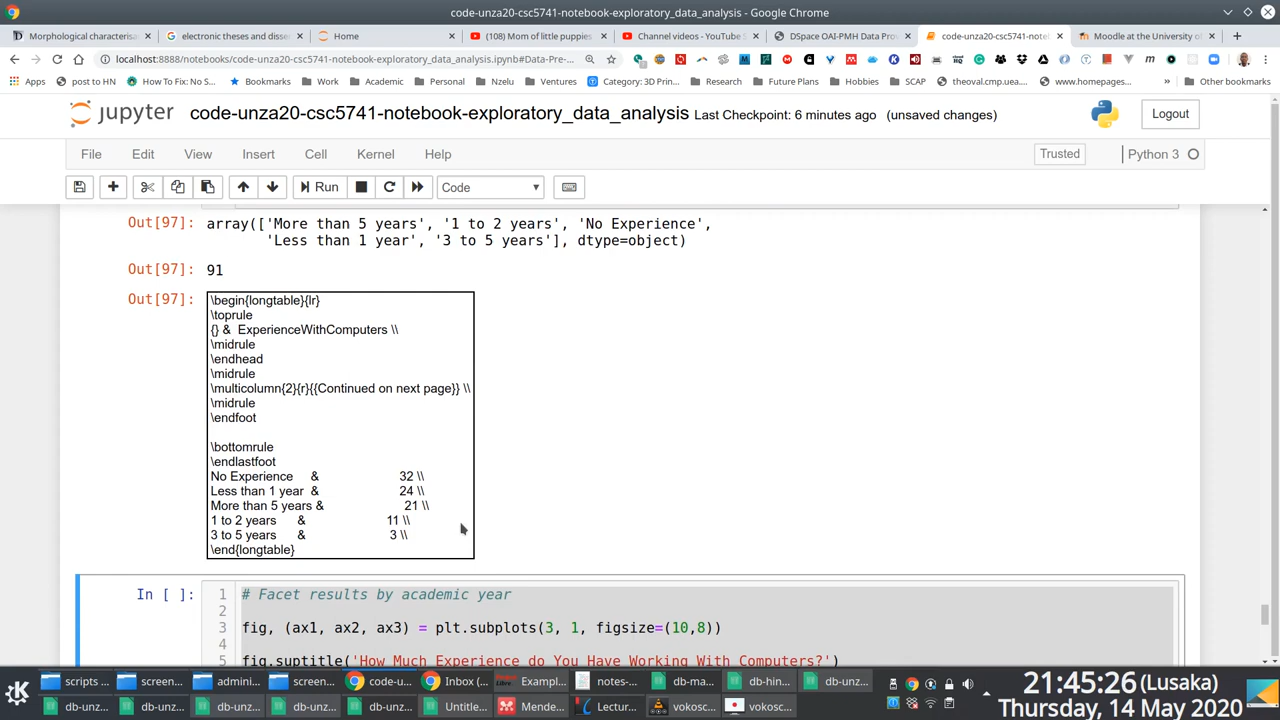 code-unza20-csc5741-notebook-exploratory_data_analysis - Google Chrome
Morphological characteris
electronic theses and disse
Home
(108) Mom of little puppies
Channel videos - YouTube S
DSpace OAI-PMH Data Prov
code-unza20-csc5741-noteb
Moodle at the University of
localhost:8888/notebooks/code-unza20-csc5741-notebook-exploratory_data_analysis.ipynb#Data-Pre-...
Apps
post to HN
How To Fix: No S...
Bookmarks
Work
Academic
Personal
Nzelu
Ventures
Category: 3D Print...
Research
Future Plans
Hobbies
SCAP
theoval.cmp.uea....
www.homepages...
»
Other bookmarks
jupyter
code-unza20-csc5741-notebook-exploratory_data_analysis Last Checkpoint: 6 minutes ago (unsaved changes)
Logout
File
Edit
View
Insert
Cell
Kernel
Help
Trusted
Python 3
Run
Code
Out[97]: array(['More than 5 years', '1 to 2 years', 'No Experience',
'Less than 1 year', '3 to 5 years'], dtype=object)
Out[97]: 91
Out[97]: \begin{longtable}{lr}
\toprule
{} & ExperienceWithComputers \\
\midrule
\endhead
\midrule
\multicolumn{2}{r}{{Continued on next page}} \\
\midrule
\endfoot
\bottomrule
\endlastfoot
No Experience & 32 \\
Less than 1 year & 24 \\
More than 5 years & 21 \\
1 to 2 years & 11 \\
3 to 5 years & 3 \\
\end{longtable}
In [ ]: 1 # Facet results by academic year
2
3 fig, (ax1, ax2, ax3) = plt.subplots(3, 1, figsize=(10,8))
4
5 fig.suptitle('How Much Experience do You Have Working With Computers?')
scripts ...
screen...
admini...
screen...
code-u...
Inbox (...
Exampl...
notes-...
db-ma...
db-hin...
db-unz...
db-unz...
db-unz...
db-unz...
db-unz...
db-unz...
Untitle...
Mende...
Lectur...
vokosc...
vokosc...
21:45:26 (Lusaka)
Thursday, 14 May 2020